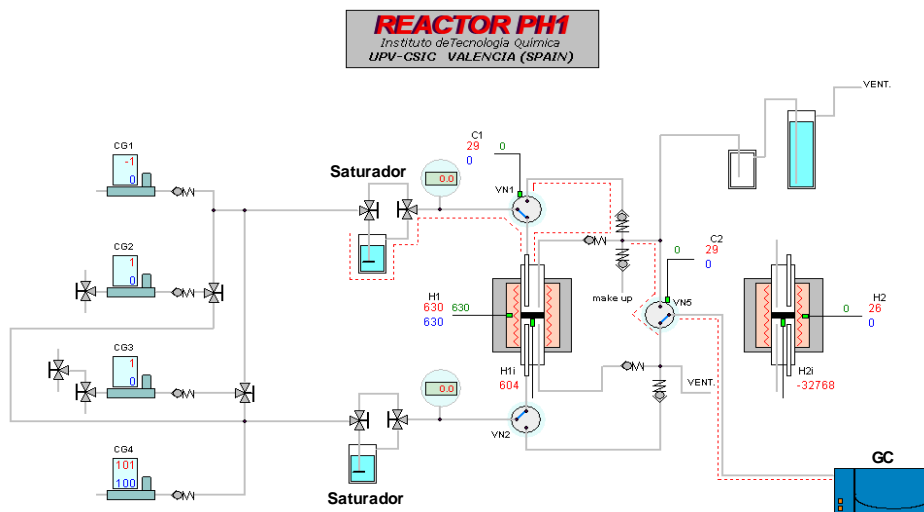 REACTOR PH1
Instituto de Tecnología Química
UPV-CSIC VALENCIA (SPAIN)
VENT.
C1
29
0
0
CG1
-1
0
Saturador
0.0
VN1
CG2
1
0
C2
0
29
0
make up
VN5
H1
630
630
630
H2
0
26
0
CG3
1
0
H1i
604
VENT.
H2i
-32768
0.0
VN2
CG4
101
100
Saturador
GC